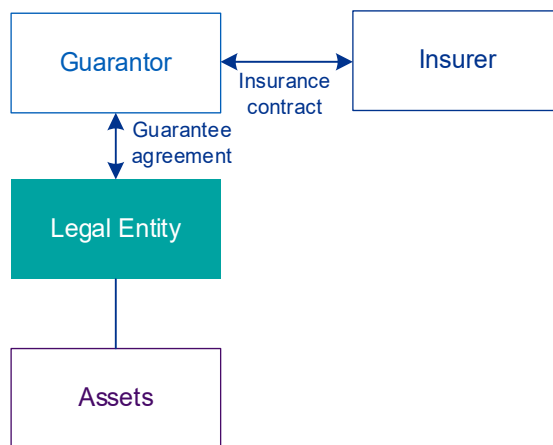 Guarantor
Insurer
Insurance
contract
Guarantee
agreement
Legal Entity
Assets